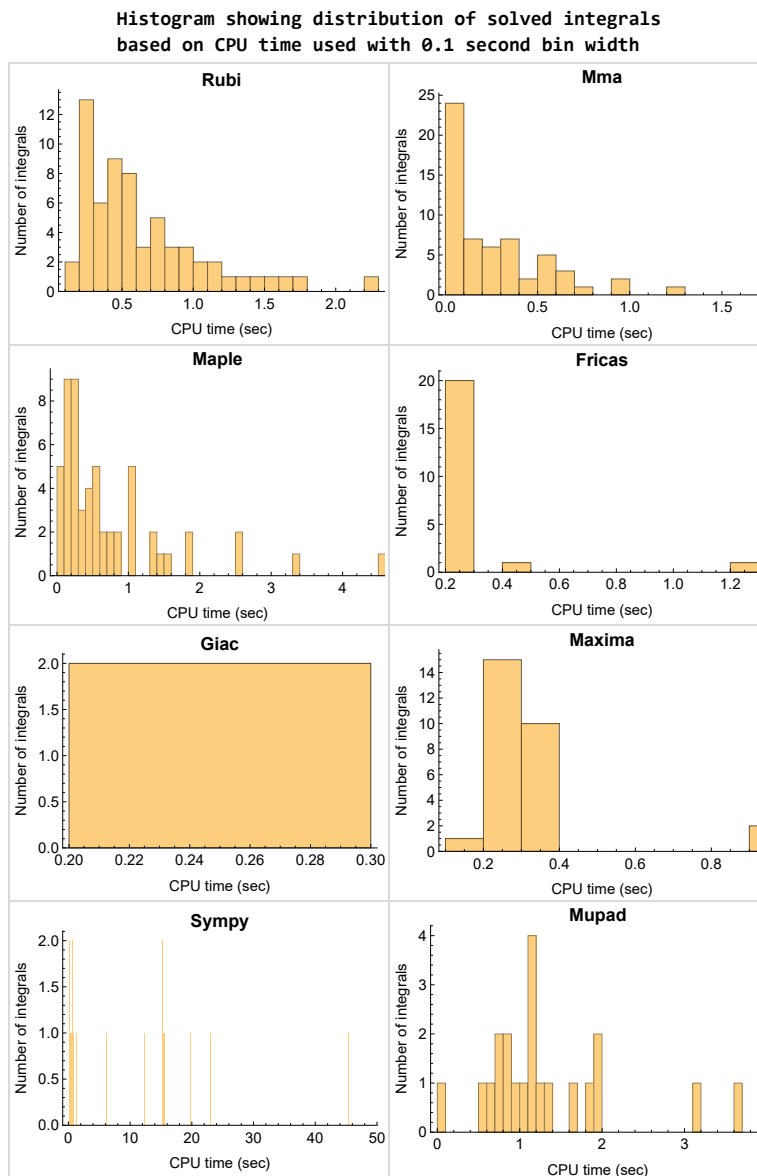 Histogram showing distribution of solved integrals
based on CPU time used with 0.1 second bin width
Rubi
Number of integrals
12
10
8
6
4
2
0
0.5 1.0 1.5 2.0
CPU time (sec)
Mma
Number of integrals
25
20
15
10
5
0
0.0 0.5 1.0 1.5
CPU time (sec)
Maple
Number of integrals
8
6
4
2
0
0 1 2 3 4
CPU time (sec)
Fricas
Number of integrals
20
15
10
5
0
0.2 0.4 0.6 0.8 1.0 1.2
CPU time (sec)
Giac
Number of integrals
2.0
1.5
1.0
0.5
0.0
0.20 0.22 0.24 0.26 0.28 0.30
CPU time (sec)
Maxima
Number of integrals
14
12
10
8
6
4
2
0
0.2 0.4 0.6 0.8
CPU time (sec)
Sympy
Number of integrals
2.0
1.5
1.0
0.5
0.0
0 10 20 30 40 50
CPU time (sec)
Mupad
Number of integrals
4
3
2
1
0
0 1 2 3
CPU time (sec)